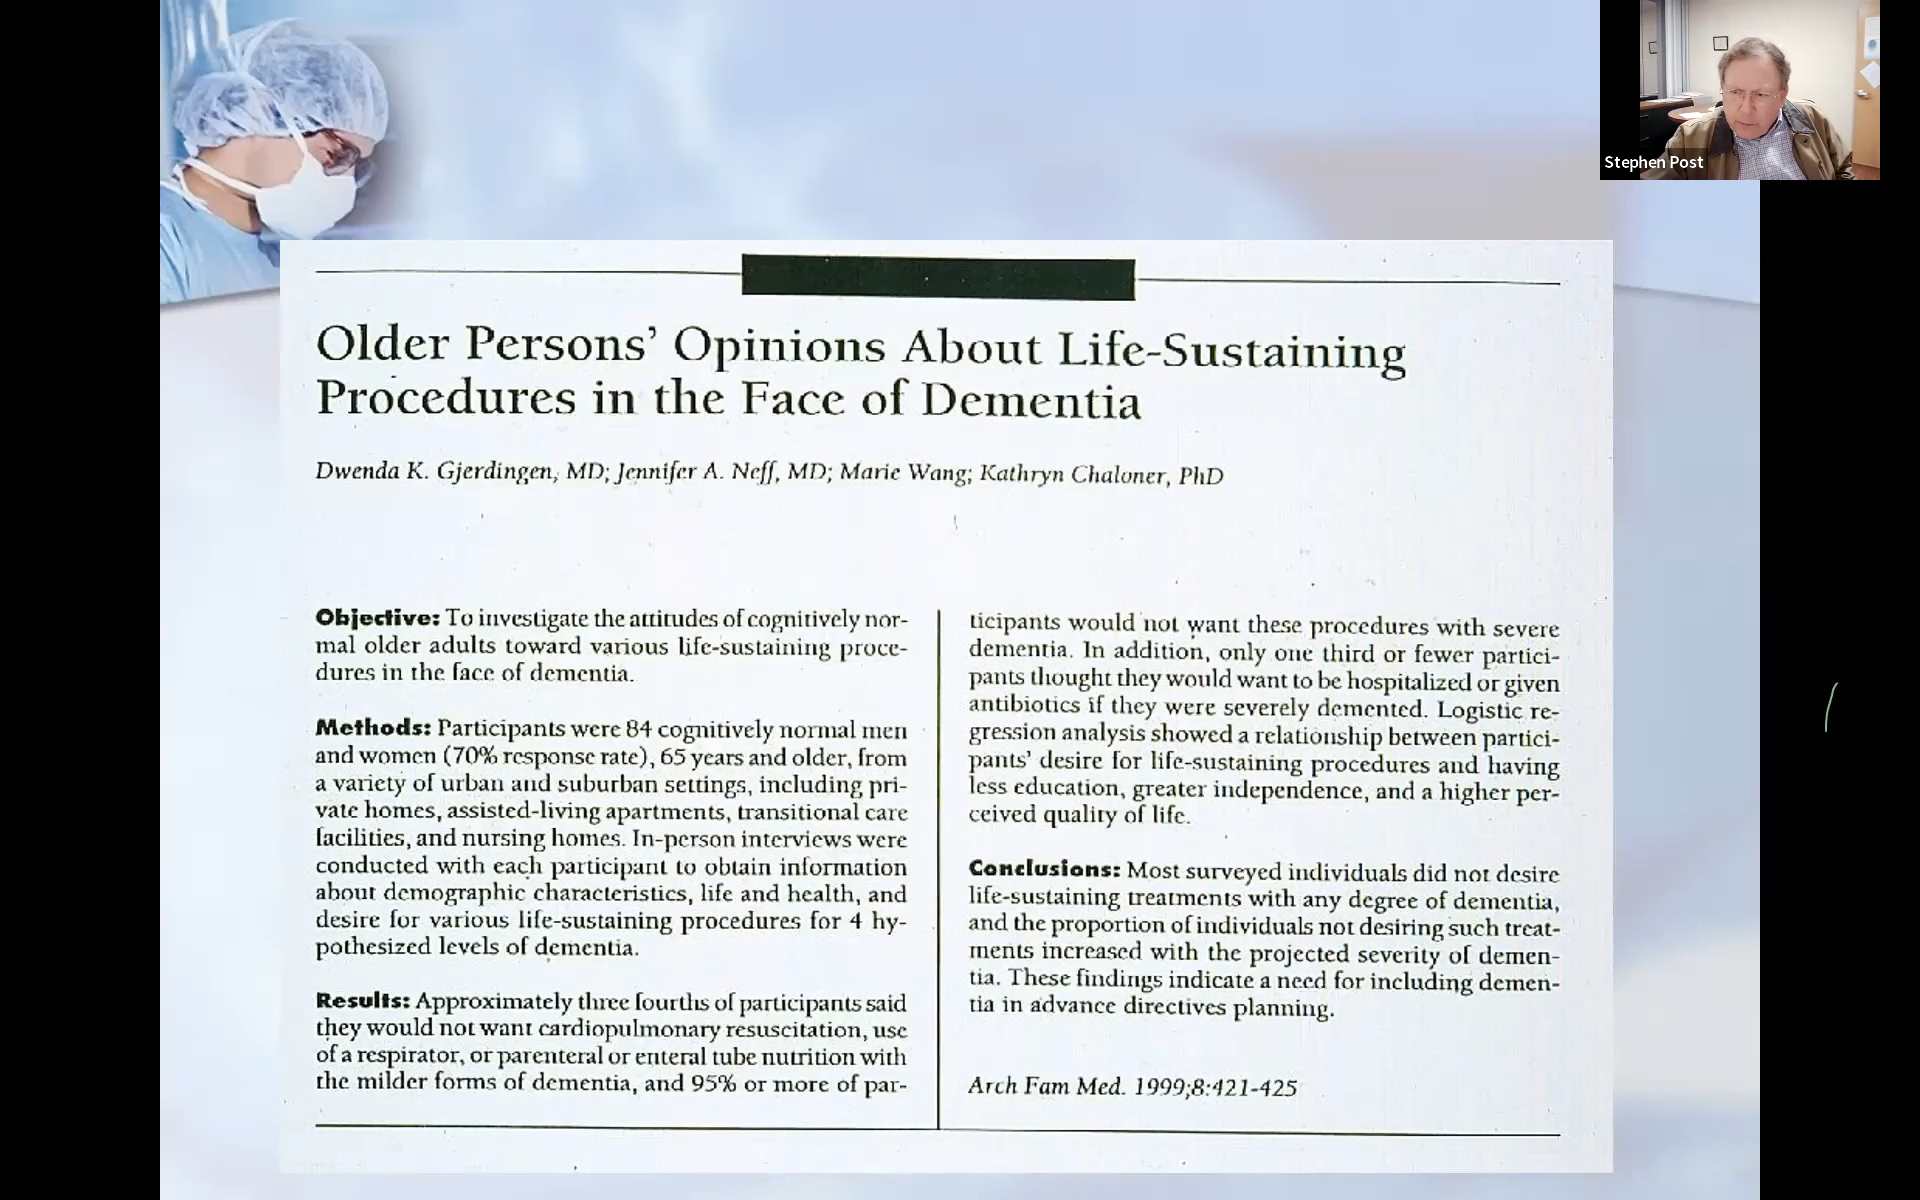 Stephen Post
Older Persons’ Opinions About Life-Sustaining
Procedures in the Face of Dementia
Dwenda K. Gjerdingen, MD; Jennifer A. Neff, MD; Marie Wang; Kathryn Chaloner, PhD
Objective: To investigate the attitudes of cognitively nor-
mal older adults toward various life-sustaining proce-
dures in the face of dementia.
Methods: Participants were 84 cognitively normal men
and women (70% response rate), 65 years and older, from
a variety of urban and suburban settings, including pri-
vate homes, assisted-living apartments, transitional care
facilities, and nursing homes. In-person interviews were
conducted with each participant to obtain information
about demographic characteristics, life and health, and
desire for various life-sustaining procedures for 4 hy-
pothesized levels of dementia.
Results: Approximately three fourths of participants said
they would not want cardiopulmonary resuscitation, use
of a respirator, or parenteral or enteral tube nutrition with
the milder forms of dementia, and 95% or more of par-
ticipants would not want these procedures with severe
dementia. In addition, only one third or fewer partici-
pants thought they would want to be hospitalized or given
antibiotics if they were severely demented. Logistic re-
gression analysis showed a relationship between partici-
pants’ desire for life-sustaining procedures and having
less education, greater independence, and a higher per-
ceived quality of life.
Conclusions: Most surveyed individuals did not desire
life-sustaining treatments with any degree of dementia,
and the proportion of individuals not desiring such treat-
ments increased with the projected severity of demen-
tia. These findings indicate a need for including demen-
tia in advance directives planning.
Arch Fam Med. 1999;8:421-425